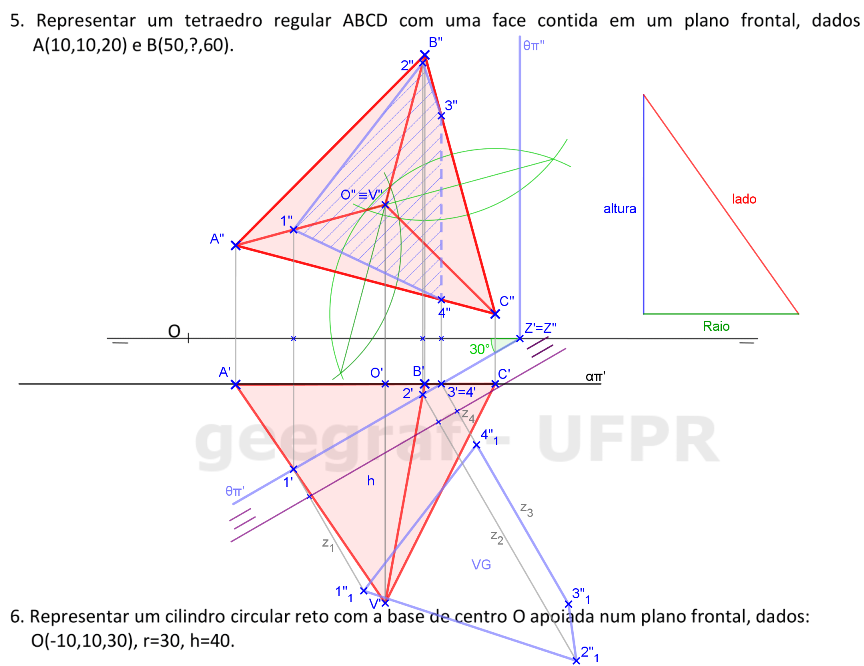 5. Representar um tetraedro regular ABCD com uma face contida em um plano frontal, dados
A(10,10,20) e B(50,?,60).
B"
θπ"
2"
3"
O"≡V"
lado
altura
1"
A"
C"
4"
Raio
O
Z'=Z"
30°
A'
O'
B'
C'
απ'
2'
3'=4'
z4
geegraf - UFPR
4"1
1'
h
θπ'
z3
z2
z1
VG
1"1
V'
3"1
6. Representar um cilindro circular reto com a base de centro O apoiada num plano frontal, dados:
O(-10,10,30), r=30, h=40.
2"1